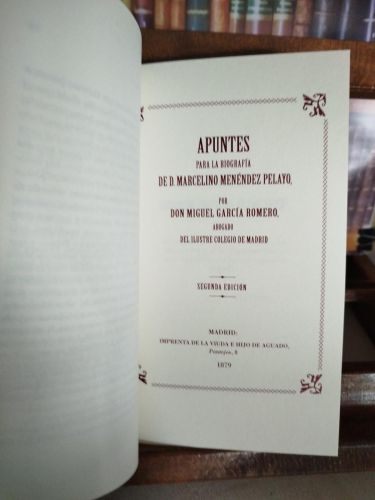 APUNTES
PARA LA BIOGRAFÍA
DE D. MARCELINO MENÉNDEZ PELAYO,
POR
DON MIGUEL GARCÍA ROMERO,
ABOGADO
DEL ILUSTRE COLEGIO DE MADRID
SEGUNDA EDICIÓN
MADRID:
IMPRENTA DE LA VIUDA E HIJO DE AGUADO,
Pontejos, 8
1879